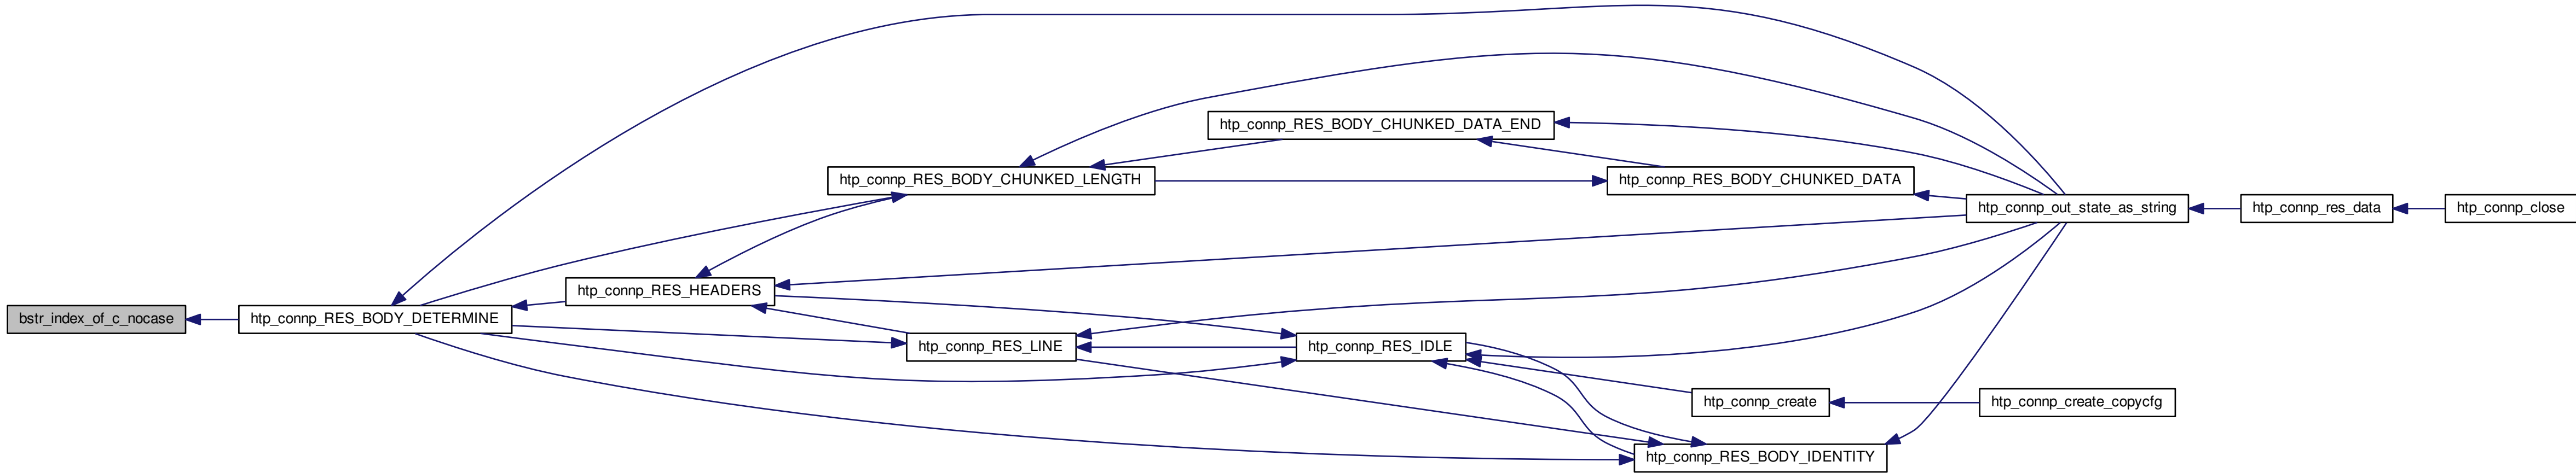 htp_connp_RES_BODY_CHUNKED_DATA_END
htp_connp_RES_BODY_CHUNKED_LENGTH
htp_connp_RES_BODY_CHUNKED_DATA
htp_connp_out_state_as_string
htp_connp_res_data
htp_connp_close
htp_connp_RES_HEADERS
bstr_index_of_c_nocase
htp_connp_RES_BODY_DETERMINE
htp_connp_RES_LINE
htp_connp_RES_IDLE
htp_connp_create
htp_connp_create_copycfg
htp_connp_RES_BODY_IDENTITY